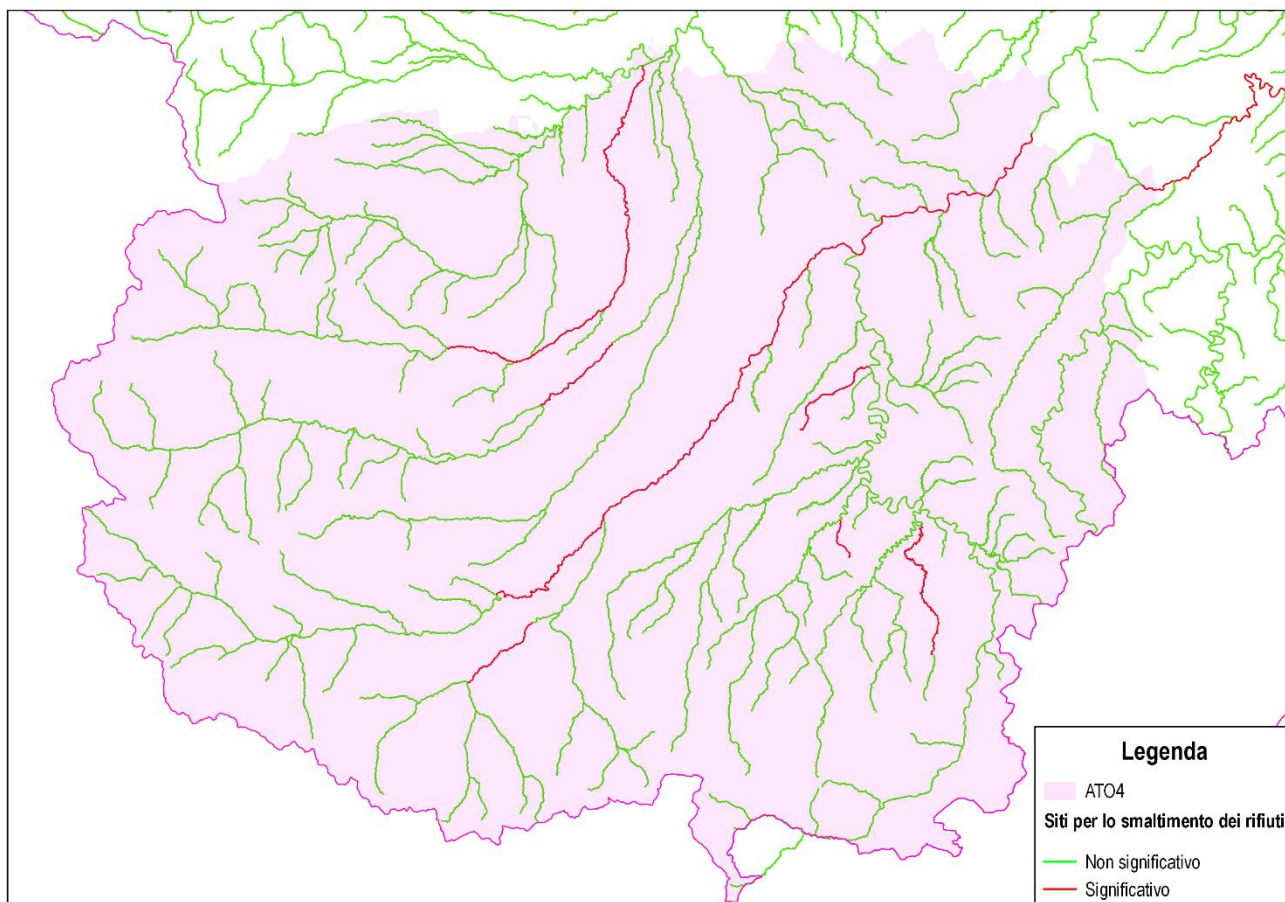 Legenda
ATO4
Siti per lo smaltimento dei rifiuti
Non significativo
Significativo